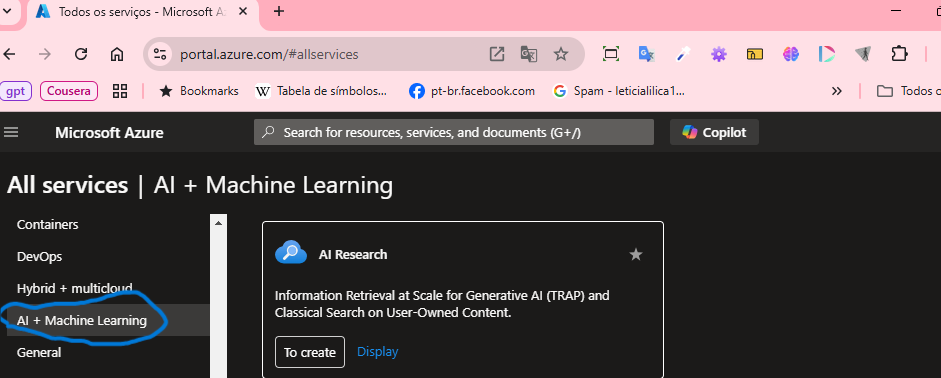 Todos os serviços - Microsoft A
portal.azure.com/#allservices
gpt
Cousera
Bookmarks
W Tabela de símbolos...
pt-br.facebook.com
G Spam - leticialilica1...
Todos o
Microsoft Azure
Search for resources, services, and documents (G+/)
Copilot
All services | AI + Machine Learning
Containers
DevOps
Hybrid + multicloud
AI + Machine Learning
General
AI Research
Information Retrieval at Scale for Generative AI (TRAP) and
Classical Search on User-Owned Content.
To create
Display